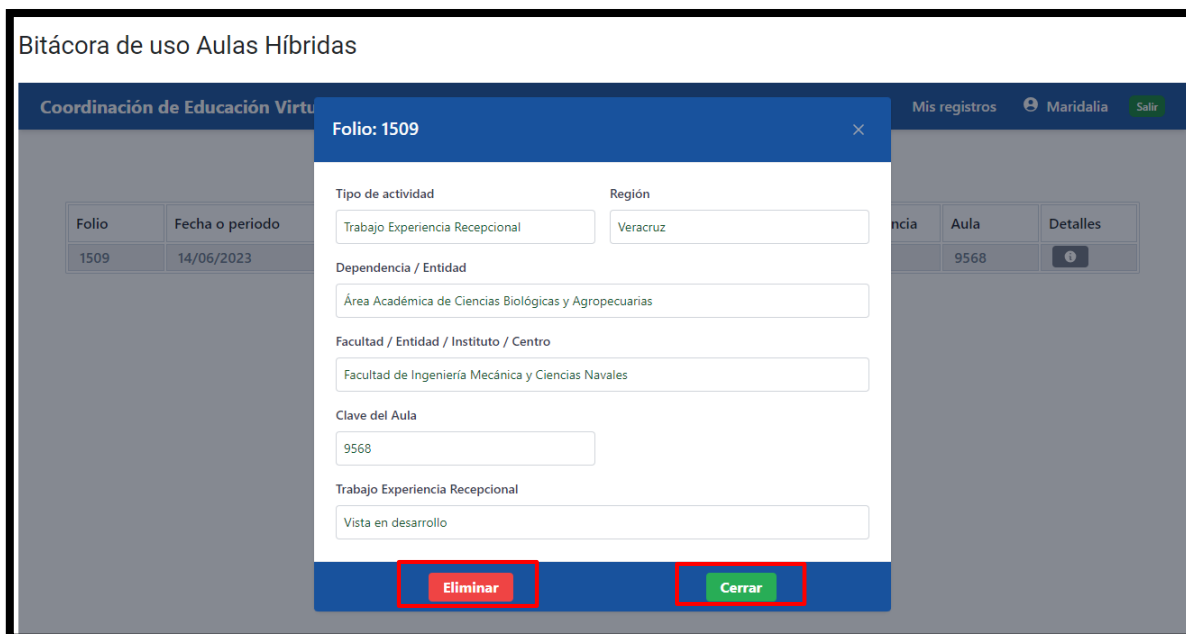 Bitácora de uso Aulas Híbridas
Coordinación de Educación Virtu
Mis registros Maridalia Salir
Folio: 1509 ×
Tipo de actividad Región
Trabajo Experiencia Recepcional Veracruz
Folio Fecha o periodo ncia Aula Detalles
1509 14/06/2023 9568
Dependencia / Entidad
Área Académica de Ciencias Biológicas y Agropecuarias
Facultad / Entidad / Instituto / Centro
Facultad de Ingeniería Mecánica y Ciencias Navales
Clave del Aula
9568
Trabajo Experiencia Recepcional
Vista en desarrollo
Eliminar Cerrar